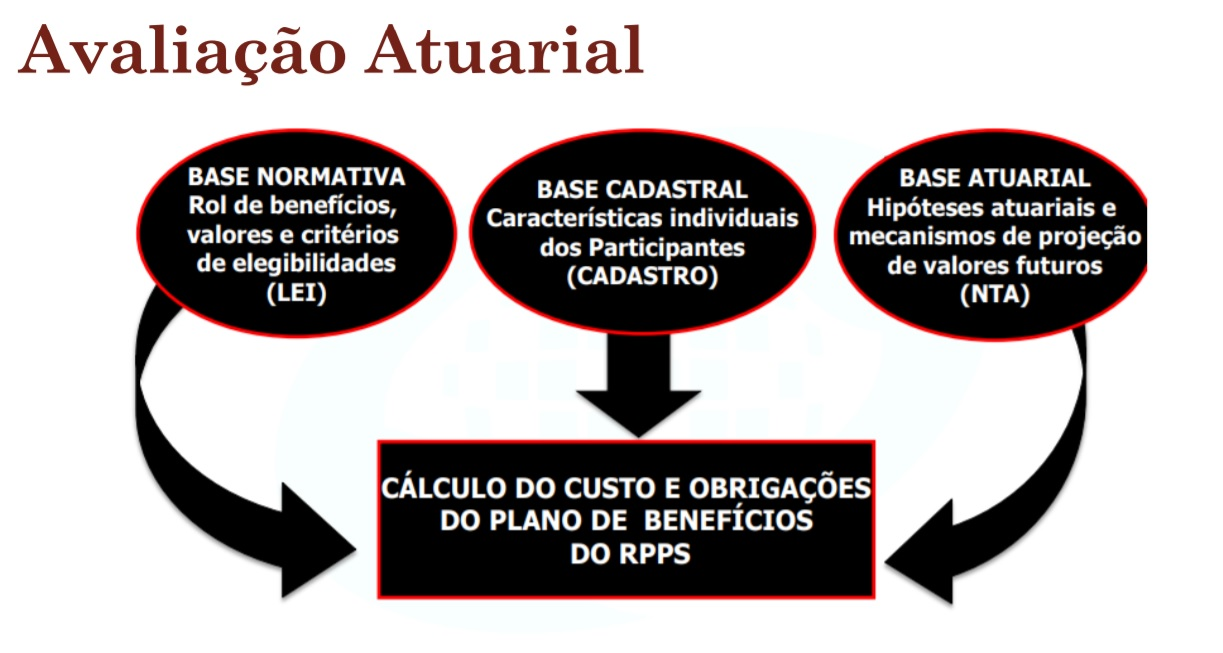 Avaliação Atuarial
BASE NORMATIVA
Rol de benefícios,
valores e critérios
de elegibilidades
(LEI)
BASE CADASTRAL
Características individuais
dos Participantes
(CADASTRO)
BASE ATUARIAL
Hipóteses atuariais e
mecanismos de projeção
de valores futuros
(NTA)
CÁLCULO DO CUSTO E OBRIGAÇÕES
DO PLANO DE BENEFÍCIOS
DO RPPS